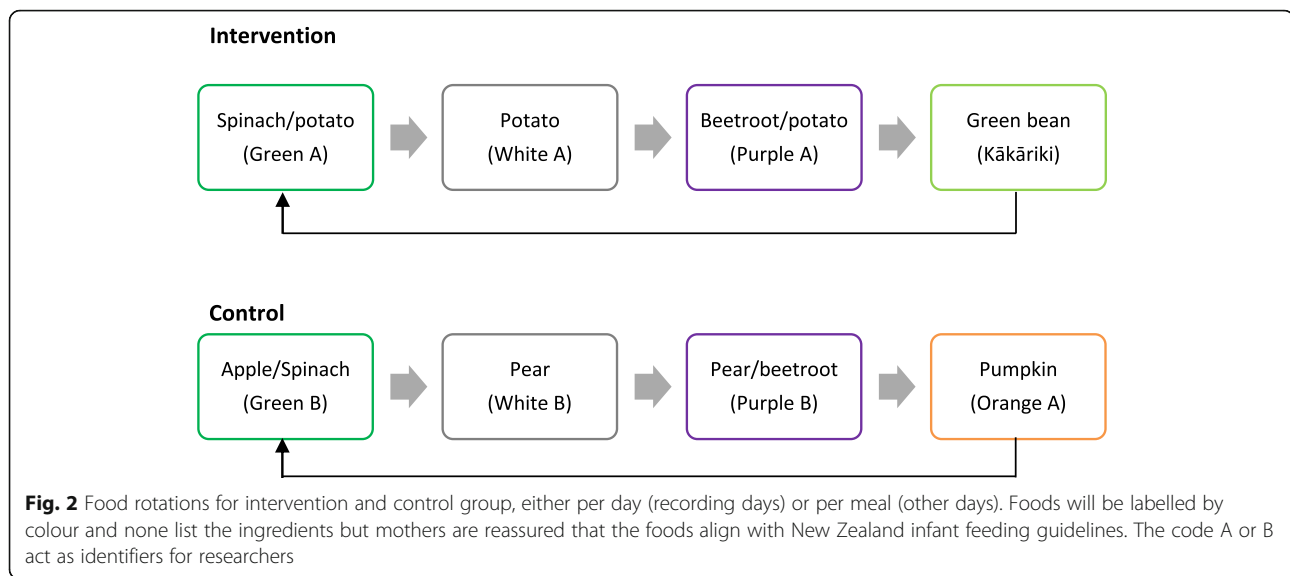 Intervention
Spinach/potato
(Green A)
Potato
(White A)
Beetroot/potato
(Purple A)
Green bean
(Kākāriki)
Control
Apple/Spinach
(Green B)
Pear
(White B)
Pear/beetroot
(Purple B)
Pumpkin
(Orange A)
Fig. 2 Food rotations for intervention and control group, either per day (recording days) or per meal (other days). Foods will be labelled by
colour and none list the ingredients but mothers are reassured that the foods align with New Zealand infant feeding guidelines. The code A or B
act as identifiers for researchers